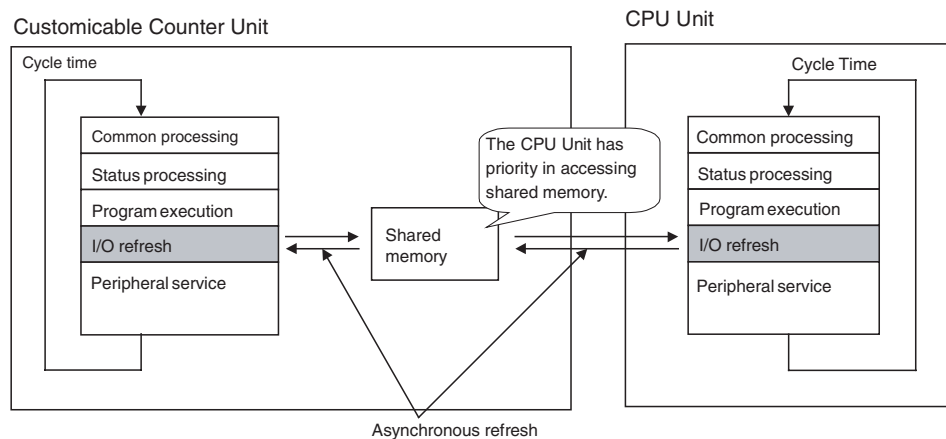 Customicable Counter Unit
CPU Unit
Cycle time
Common processing
Status processing
Program execution
I/O refresh
Peripheral service
Shared
memory
The CPU Unit has
priority in accessing
shared memory.
Cycle Time
Common processing
Status processing
Program execution
I/O refresh
Peripheral service
Asynchronous refresh